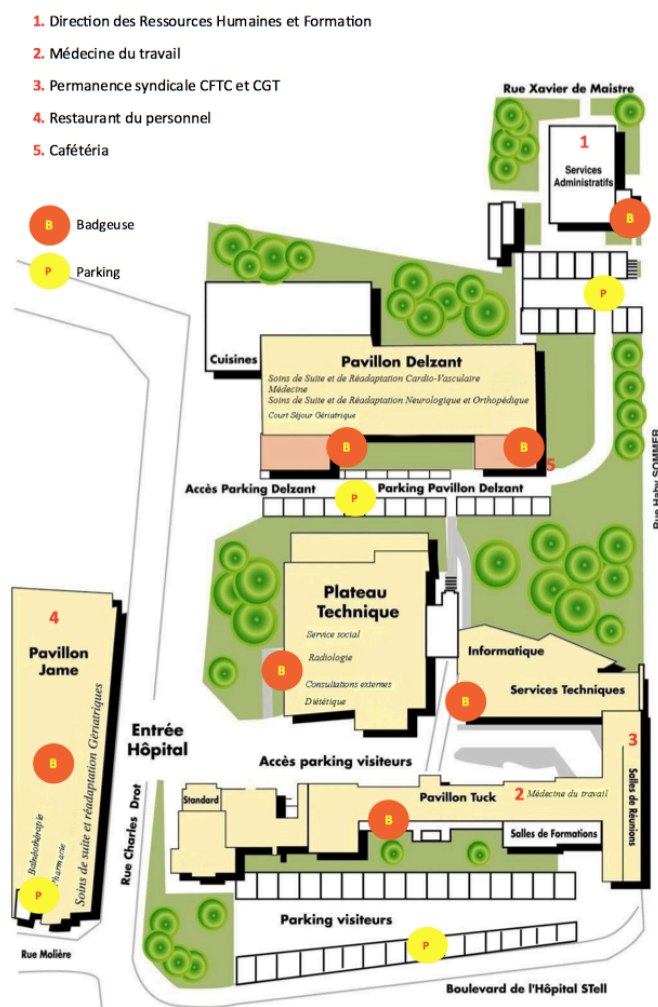 1. Direction des Ressources Humaines et Formation
2. Médecine du travail
3. Permanence syndicale CFTC et CGT
4. Restaurant du personnel
5. Cafétéria
B Badgeuse
P Parking
Rue Xavier de Maistre
1
Services
Administratifs
B
P
Cuisines
Pavillon Delzant
Soins de Suite et de Réadaptation Cardio-Vasculaire
Médecine
Soins de Suite et de Réadaptation Neurologique et Orthopédique
Court Séjour Gériatrique
B
B
5
Rue Haby SOMMER
Accès Parking Delzant
P
Parking Pavillon Delzant
Plateau
Technique
Service social
Radiologie
Consultations externes
Diététique
B
Informatique
Services Techniques
B
4
Pavillon
Jame
B
Soins de suite et réadaptation Gériatriques
Balnéothérapie
Pharmacie
P
Rue Molière
Entrée
Hôpital
Rue Charles Drot
Accès parking visiteurs
3
Salles de Réunions
Standard
Pavillon Tuck
2 Médecine du travail
B
Salles de Formations
Parking visiteurs
P
Boulevard de l'Hôpital STell